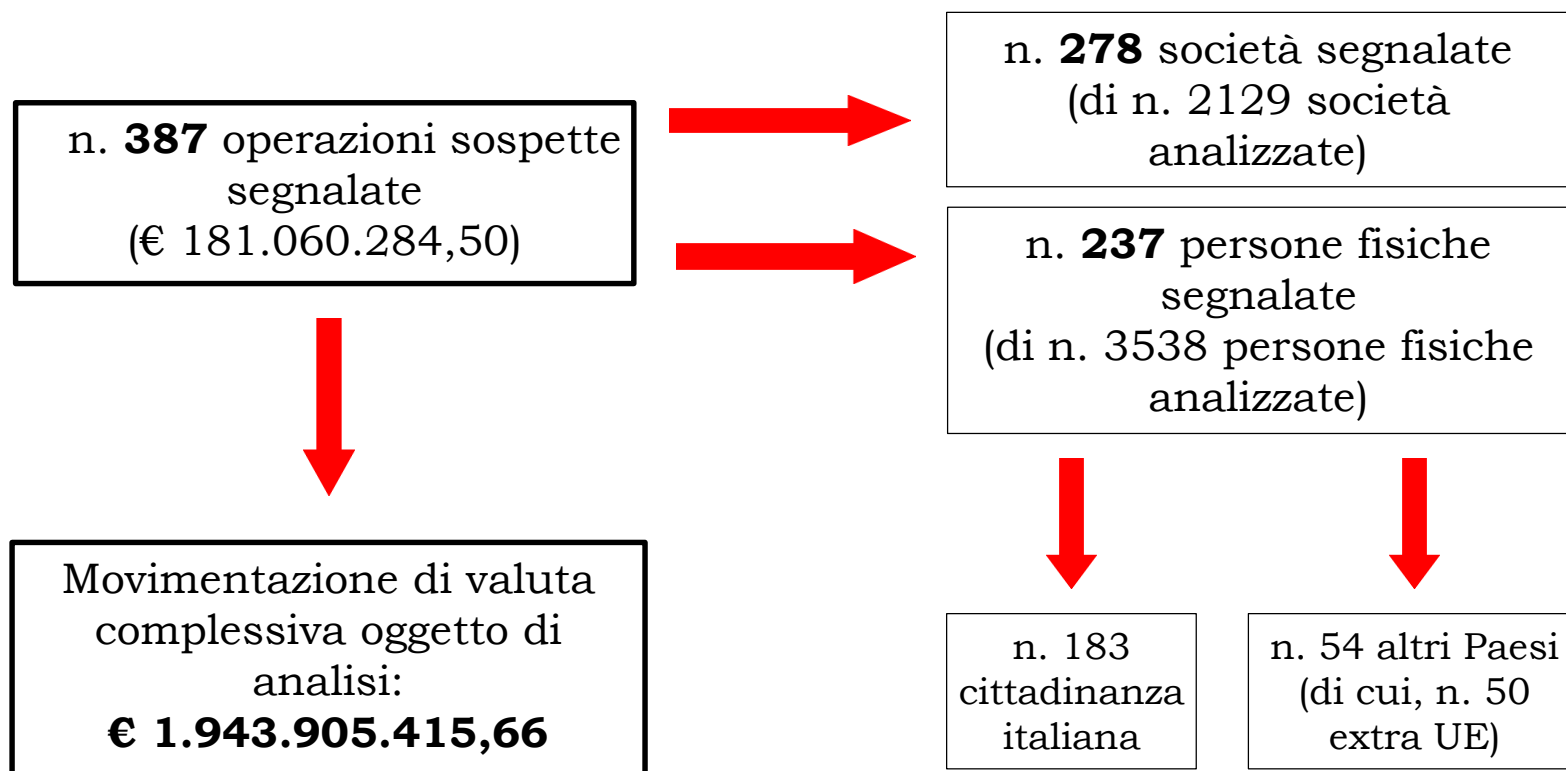 n. 387 operazioni sospette
segnalate
(€ 181.060.284,50)
n. 278 società segnalate
(di n. 2129 società
analizzate)
n. 237 persone fisiche
segnalate
(di n. 3538 persone fisiche
analizzate)
Movimentazione di valuta
complessiva oggetto di
analisi:
€ 1.943.905.415,66
n. 183
cittadinanza
italiana
n. 54 altri Paesi
(di cui, n. 50
extra UE)